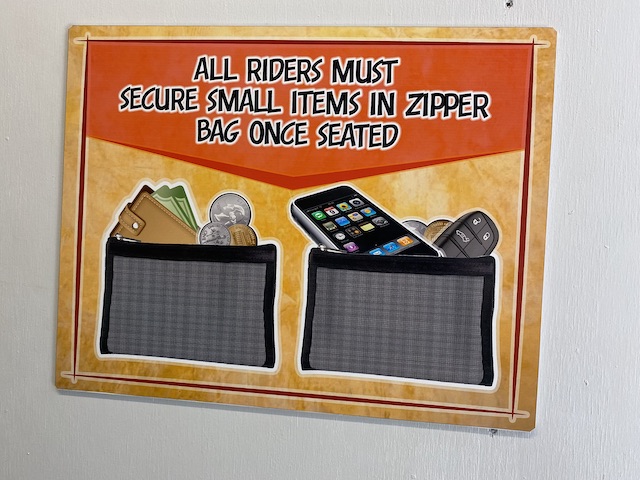 ALL RIDERS MUST
SECURE SMALL ITEMS IN ZIPPER
BAG ONCE SEATED